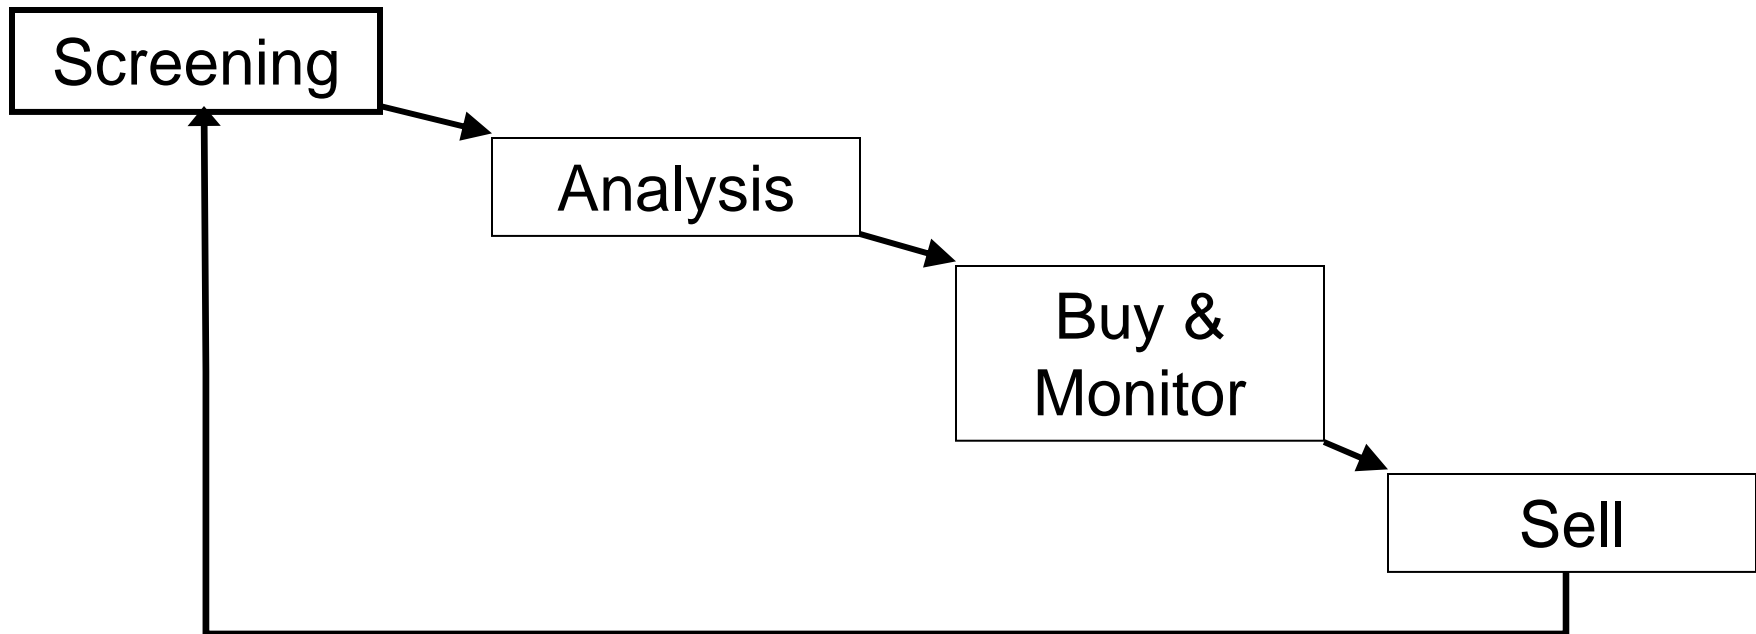 Screening
Analysis
Buy &
Monitor
Sell